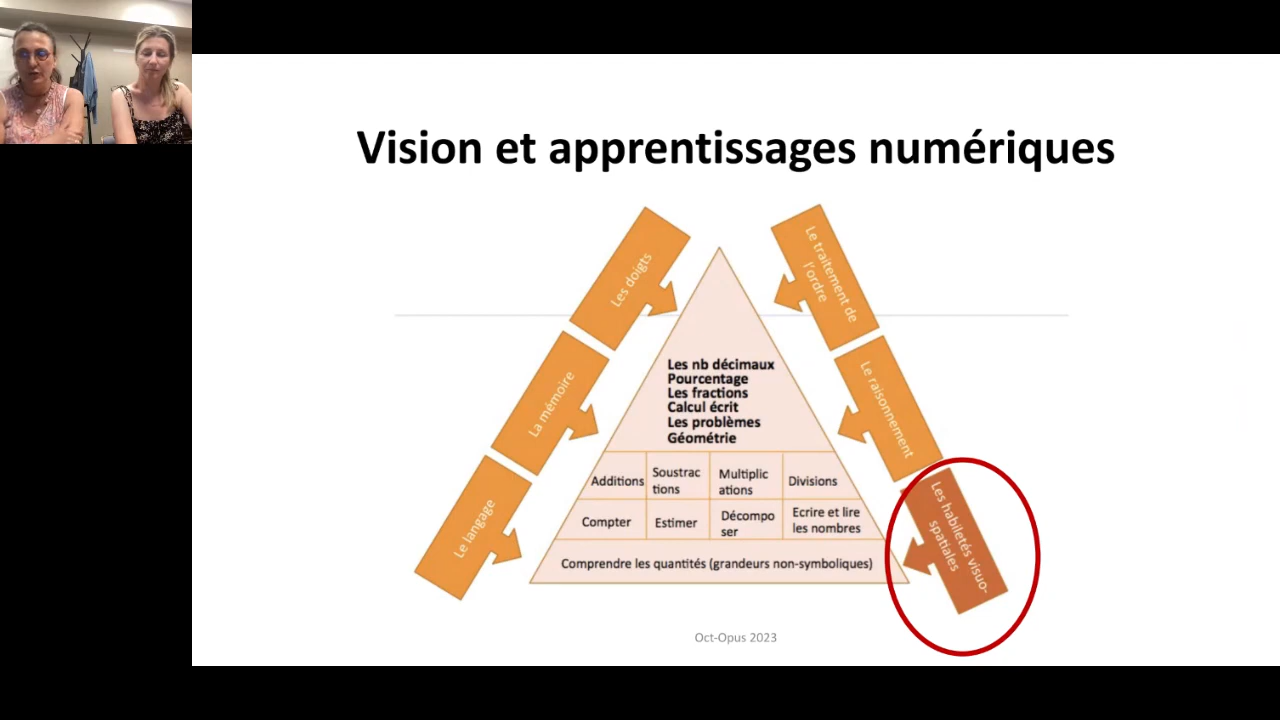 Vision et apprentissages numériques
Les doigts
La mémoire
Le langage
Le traitement de
l'ordre
Le raisonnement
Les habiletés visuo-
spatiales
Les nb décimaux
Pourcentage
Les fractions
Calcul écrit
Les problèmes
Géométrie
Additions
Soustrac
tions
Multiplic
ations
Divisions
Compter
Estimer
Décompo
ser
Ecrire et lire
les nombres
Comprendre les quantités (grandeurs non-symboliques)
Oct-Opus 2023